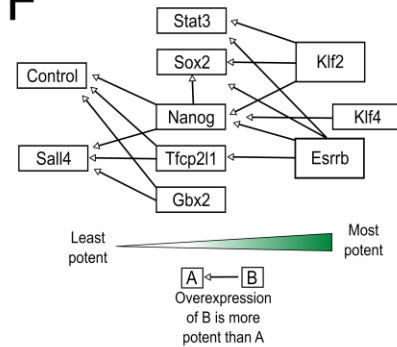 F
Stat3
Sox2
Klf2
Control
Nanog
Klf4
Sall4
Tfcp2l1
Esrrb
Gbx2
Least
potent
Most
potent
A
B
Overexpression
of B is more
potent than A